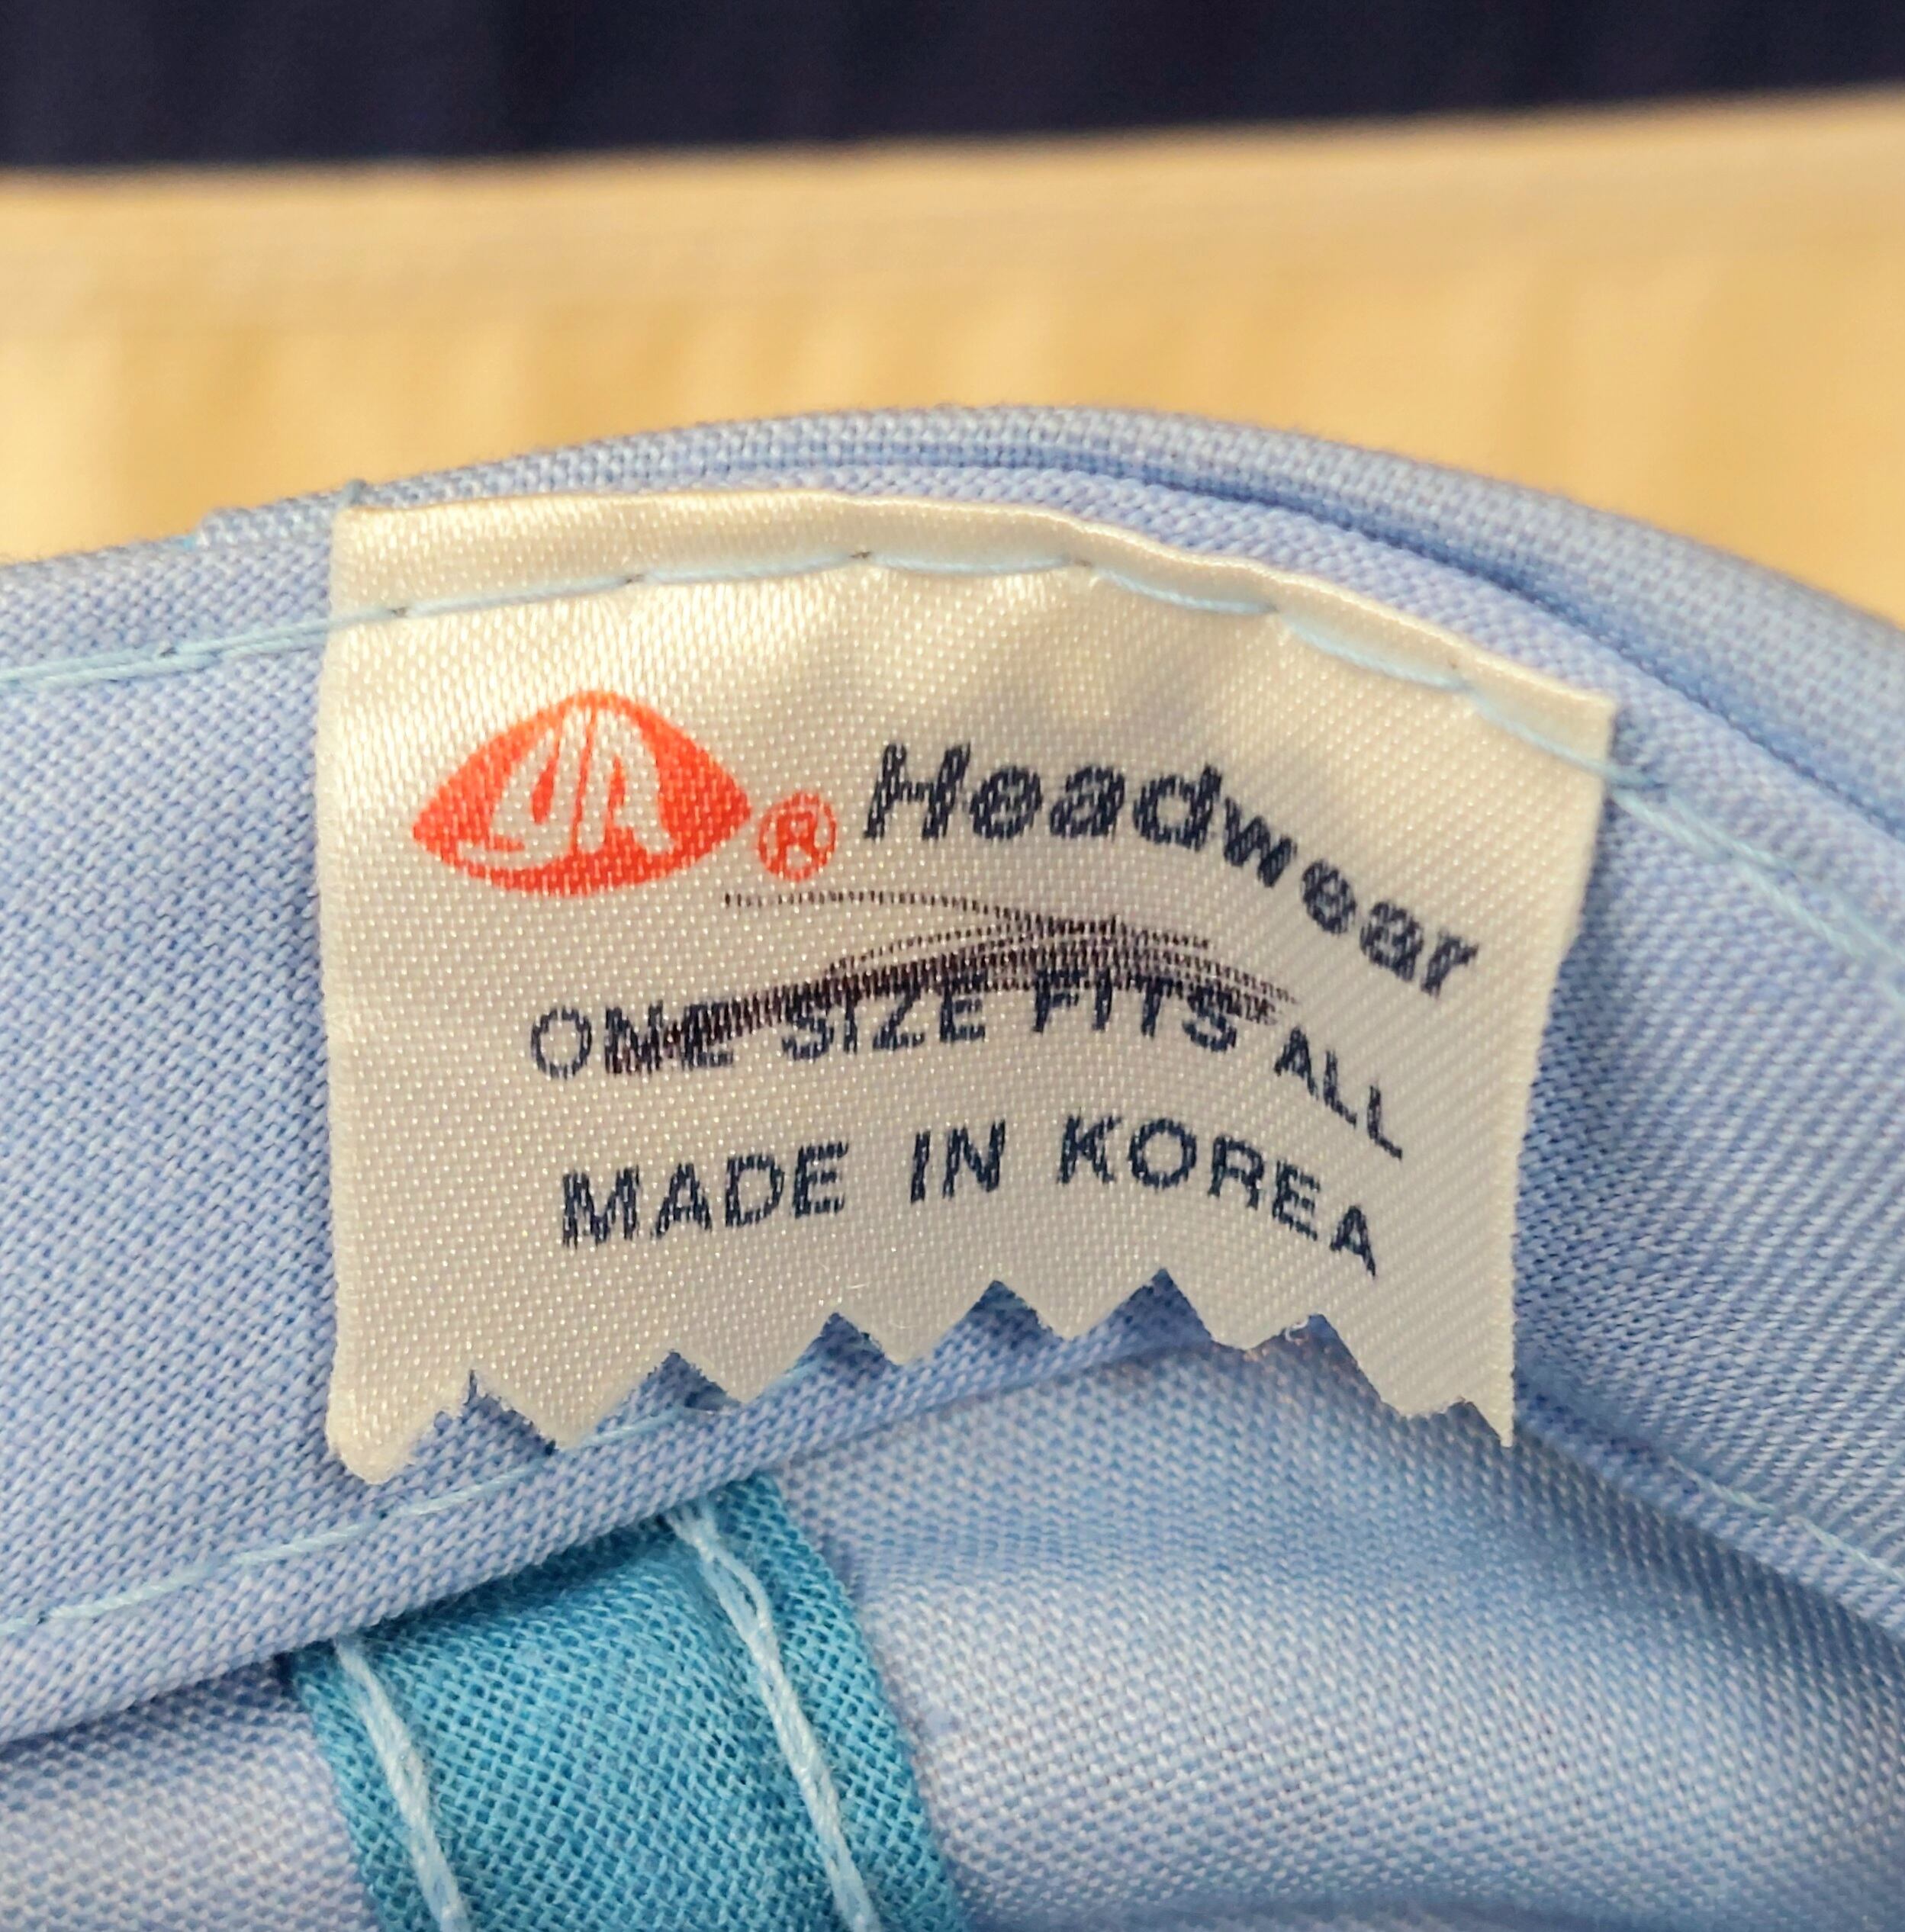 ® Headwear
ONE SIZE FITS ALL
MADE IN KOREA